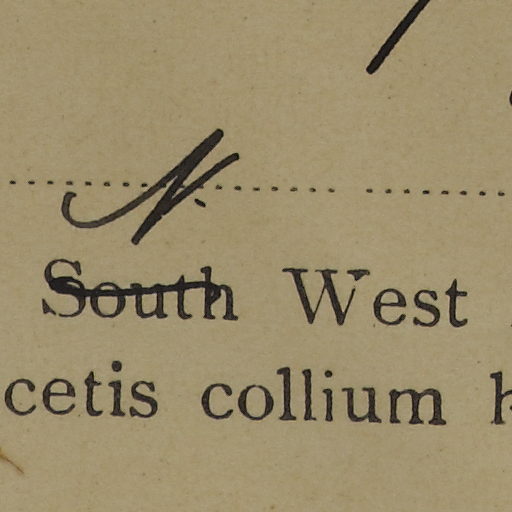 N.
South West
cetis collium